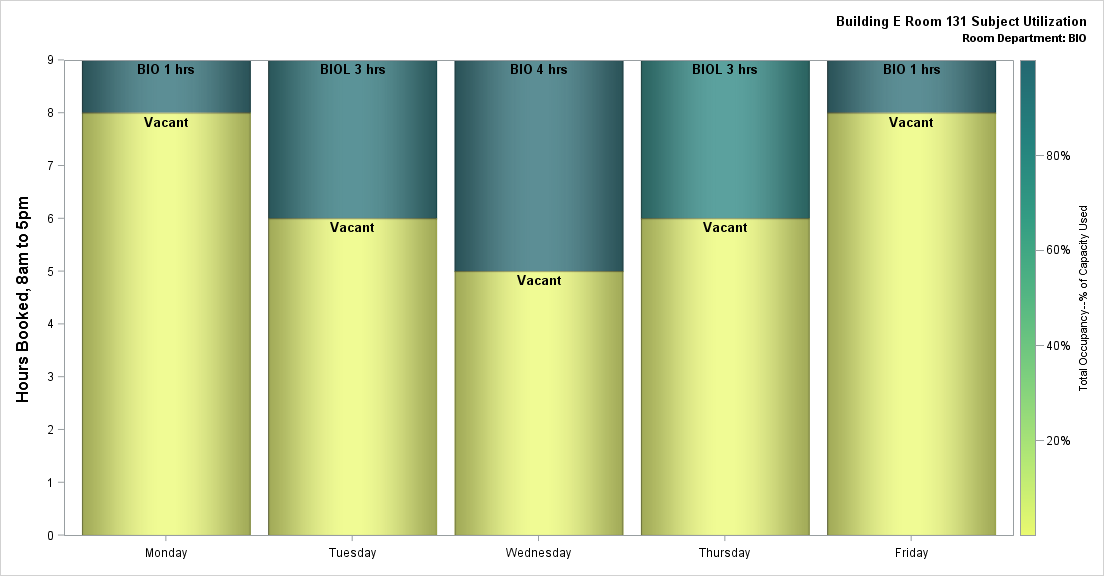 Building E Room 131 Subject Utilization
Room Department: BIO
Hours Booked, 8am to 5pm
9
8
7
6
5
4
3
2
1
0
BIO 1 hrs
Vacant
BIOL 3 hrs
Vacant
BIO 4 hrs
Vacant
BIOL 3 hrs
Vacant
BIO 1 hrs
Vacant
Monday
Tuesday
Wednesday
Thursday
Friday
80%
60%
40%
20%
Total Occupancy--% of Capacity Used